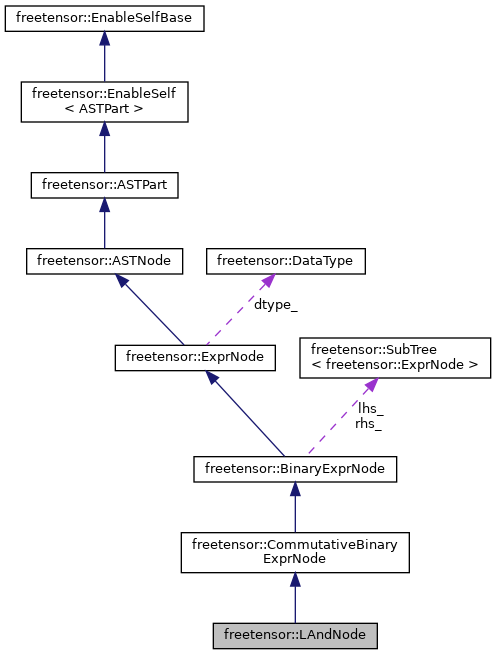 freetensor::EnableSelfBase
freetensor::EnableSelf
< ASTPart >
freetensor::ASTPart
freetensor::ASTNode
freetensor::DataType
dtype_
freetensor::ExprNode
freetensor::SubTree
< freetensor::ExprNode >
lhs_
rhs_
freetensor::BinaryExprNode
freetensor::CommutativeBinary
ExprNode
freetensor::LAndNode